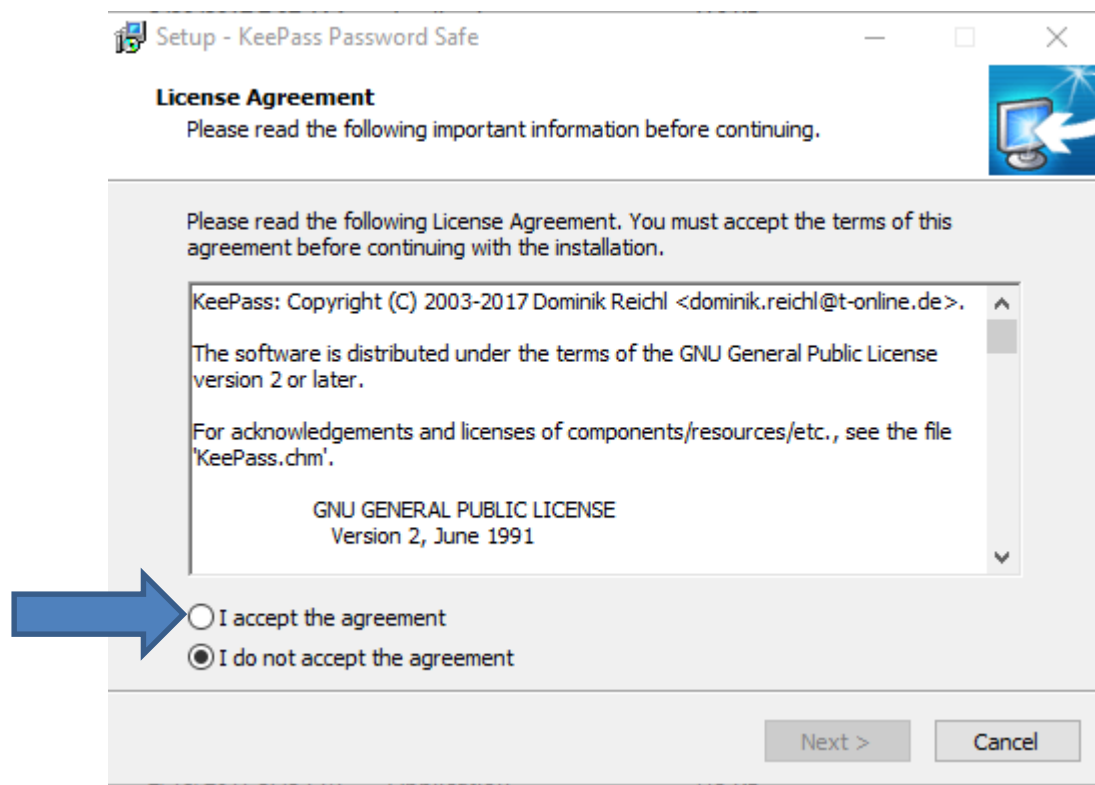 Setup - KeePass Password Safe
License Agreement
Please read the following important information before continuing.
Please read the following License Agreement. You must accept the terms of this
agreement before continuing with the installation.
KeePass: Copyright (C) 2003-2017 Dominik Reichl <dominik.reichl@t-online.de>.
The software is distributed under the terms of the GNU General Public License
version 2 or later.
For acknowledgements and licenses of components/resources/etc., see the file
'KeePass.chm'.
GNU GENERAL PUBLIC LICENSE
Version 2, June 1991
I accept the agreement
I do not accept the agreement
Next >
Cancel